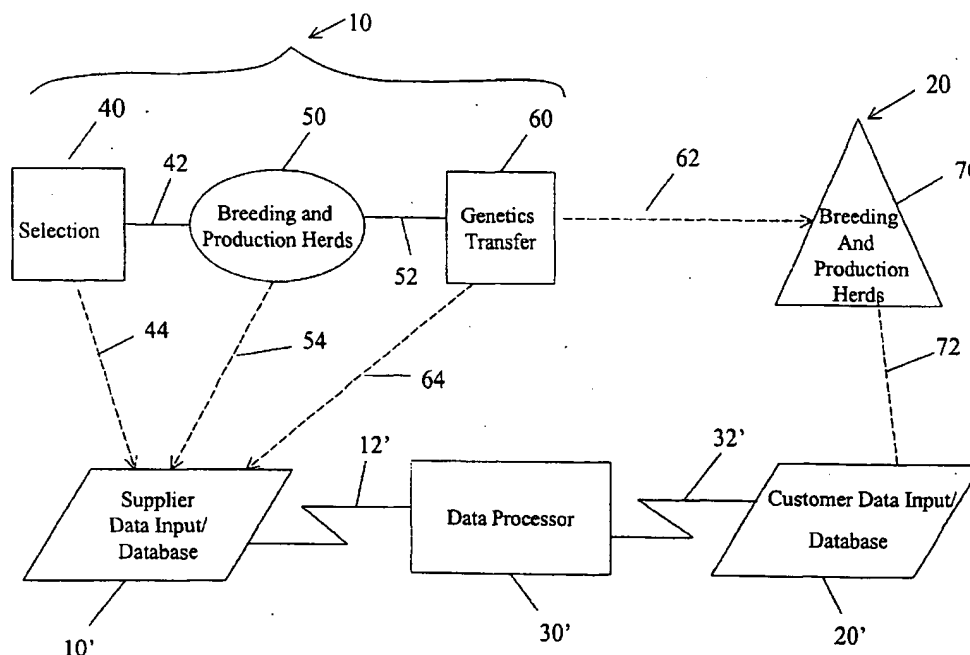 10
40
50
60
20
42
62
70
Selection
Breeding and
Production Herds
Genetics
Transfer
Breeding
And
Production
Herds
52
44
54
64
72
12'
32'
Supplier
Data Input/
Database
Data Processor
Customer Data Input/
Database
10'
30'
20'